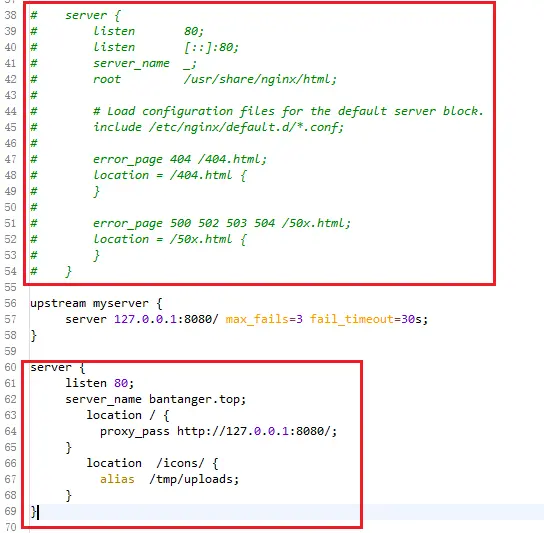 38 #    server {
39 #        listen       80;
40 #        listen       [::]:80;
41 #        server_name  _;
42 #        root         /usr/share/nginx/html;
43 #
44 #        # Load configuration files for the default server block.
45 #        include /etc/nginx/default.d/*.conf;
46 #
47 #        error_page 404 /404.html;
48 #        location = /404.html {
49 #        }
50 #
51 #        error_page 500 502 503 504 /50x.html;
52 #        location = /50x.html {
53 #        }
54 #    }
55
56 upstream myserver {
57     server 127.0.0.1:8080/ max_fails=3 fail_timeout=30s;
58 }
59
60 server {
61     listen 80;
62     server_name bantanger.top;
63        location / {
64          proxy_pass http://127.0.0.1:8080/;
65     }
66        location  /icons/ {
67          alias  /tmp/uploads;
68     }
69 }
70